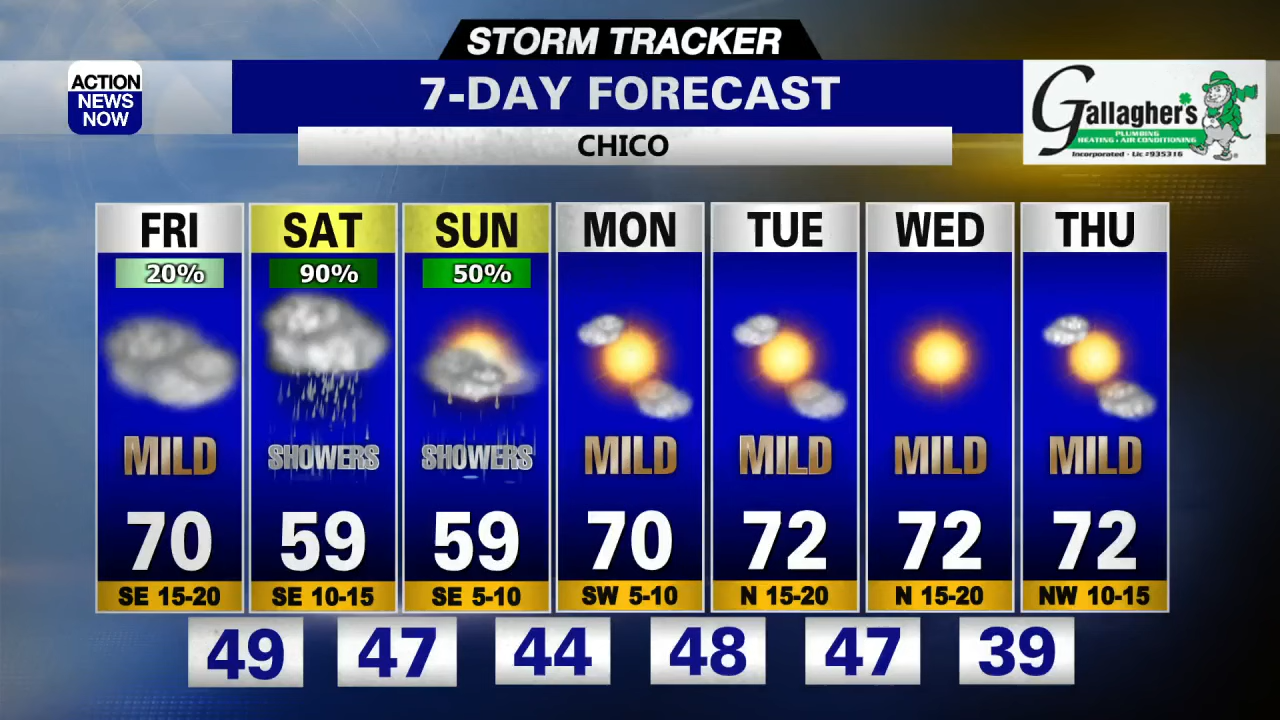 STORM TRACKER
7-DAY FORECAST
CHICO
ACTION
NEWS
NOW
Gallagher's
PLUMBING
HEATING • AIR CONDITIONING
Incorporated - Lic #935316
FRI SAT SUN MON TUE WED THU
20% 90% 50%
MILD SHOWERS SHOWERS MILD MILD MILD MILD
70 59 59 70 72 72 72
SE 15-20 SE 10-15 SE 5-10 SW 5-10 N 15-20 N 15-20 NW 10-15
49 47 44 48 47 39